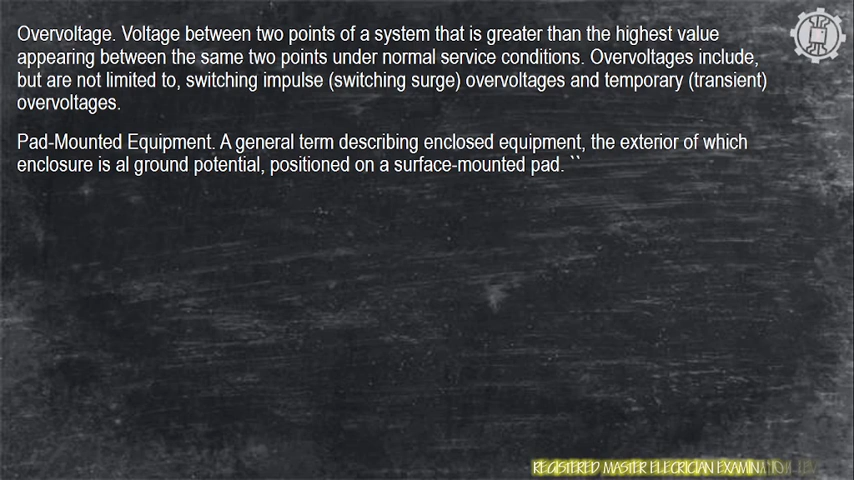 Overvoltage. Voltage between two points of a system that is greater than the highest value
appearing between the same two points under normal service conditions. Overvoltages include,
but are not limited to, switching impulse (switching surge) overvoltages and temporary (transient)
overvoltages.
Pad-Mounted Equipment. A general term describing enclosed equipment, the exterior of which
enclosure is al ground potential, positioned on a surface-mounted pad. ``
REGISTERED MASTER ELECRICIAN EXAMINATION